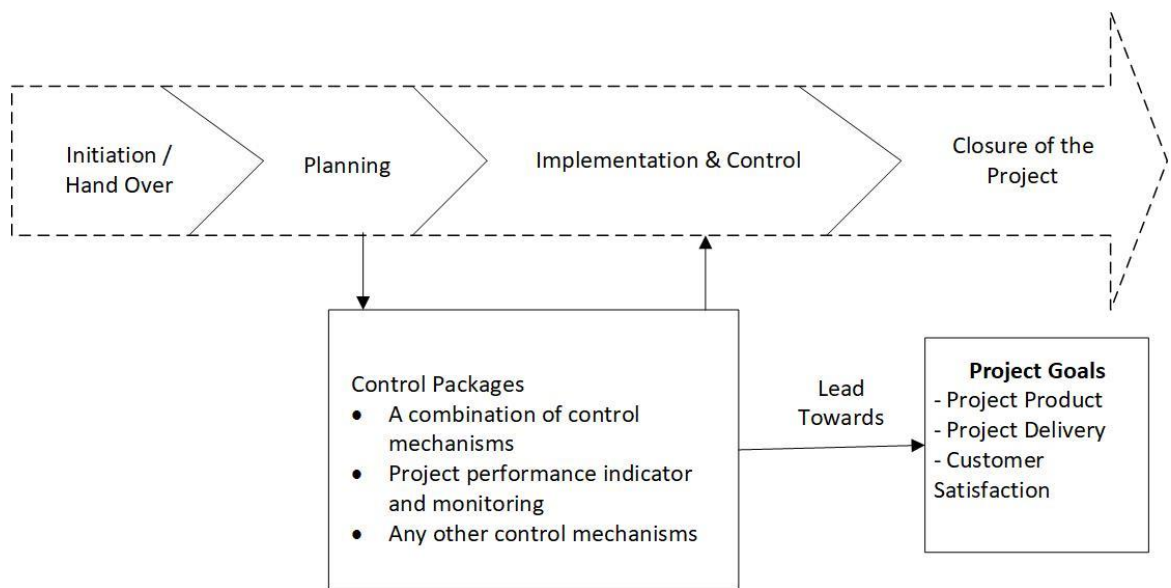 Initiation /
Hand Over
Planning
Implementation & Control
Closure of the
Project
Control Packages
● A combination of control
mechanisms
● Project performance indicator
and monitoring
● Any other control mechanisms
Lead
Towards
Project Goals
- Project Product
- Project Delivery
- Customer
Satisfaction